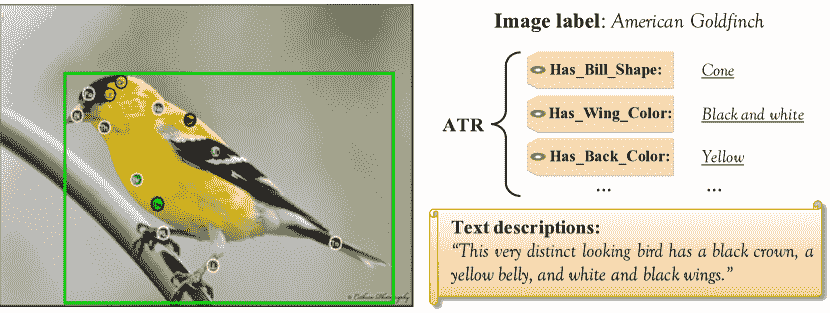 Image label: American Goldfinch
ATR
Has_Bill_Shape: Cone
Has_Wing_Color: Black and white
Has_Back_Color: Yellow
... ...
Text descriptions:
"This very distinct looking bird has a black crown, a
yellow belly, and white and black wings."
Photography